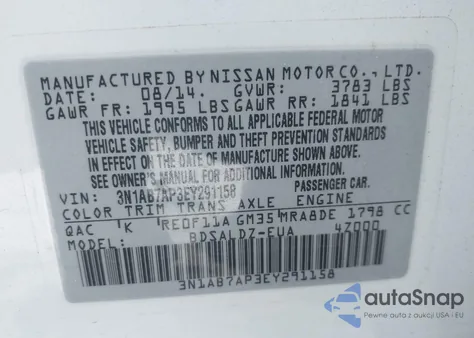 MANUFACTURED BY NISSAN MOTOR CO., LTD.
DATE: 08/14. GVWR: 3783 LBS
GAWR FR: 1995 LBS GAWR RR: 1841 LBS
THIS VEHICLE CONFORMS TO ALL APPLICABLE FEDERAL MOTOR
VEHICLE SAFETY, BUMPER AND THEFT PREVENTION STANDARDS
IN EFFECT ON THE DATE OF MANUFACTURE SHOWN ABOVE.
SEE OWNER'S MANUAL FOR ADDITIONAL INFORMATION
VIN: 3N1AB7AP3EY291158 PASSENGER CAR.
COLOR TRIM TRANS AXLE ENGINE
QAC K RE0F11A GM35 MRA8DE 1798 CC
MODEL: BDSALDZ-EUA 4Z000
3N1AB7AP3EY291158
autoSnap
Pewne auta z aukcji USA i EU